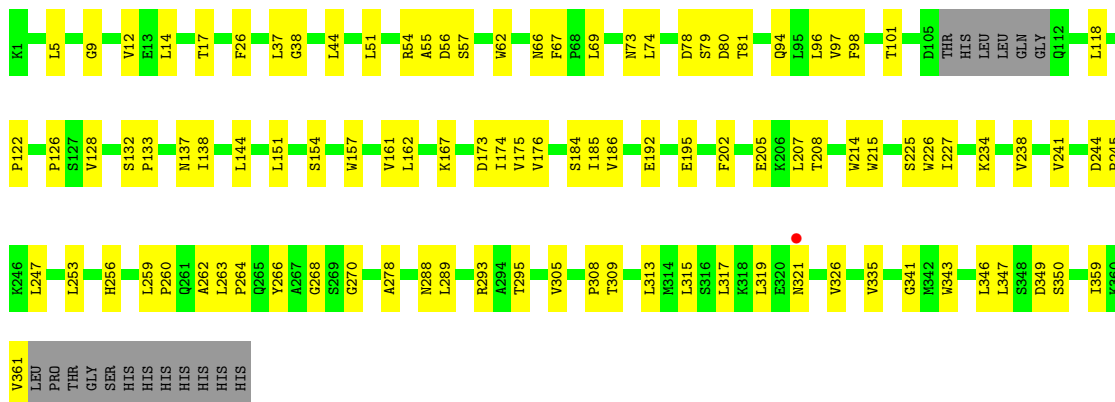 K1 L5 G9 V12 E13 L14 T17 F26 L37 G38 L44 L51 R54 A55 D56 S57 W62 N66 F67 P68 L69 N73 L74 D78 S79 D80 T81 Q94 L95 L96 V97 F98 T101 D105 THR HIS LEU LEU GLN GLY Q112 L118
P122 P126 S127 V128 S132 P133 N137 I138 L144 L151 S154 W157 V161 L162 K167 D173 I174 V175 V176 S184 I185 V186 E192 E195 F202 E205 K206 L207 T208 W214 W215 S225 W226 I227 K234 V238 V241 D244
K246 L247 L253 H256 L259 P260 Q261 A262 L263 P264 Q265 Y266 A267 G268 S269 G270 A278 N288 L289 R293 A294 T295 V305 P308 T309 L313 M314 L315 S316 L317 K318 L319 E320 N321 V326 V335 G341 M342 W343 L346 L347 S348 D349 S350 I359 K360
V361 LEU PRO THR GLY SER HIS HIS HIS HIS HIS HIS